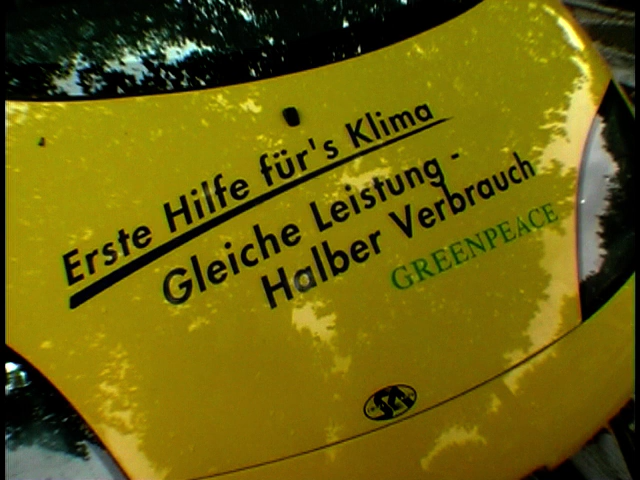 Erste Hilfe für's Klima
Gleiche Leistung -
Halber Verbrauch
GREENPEACE